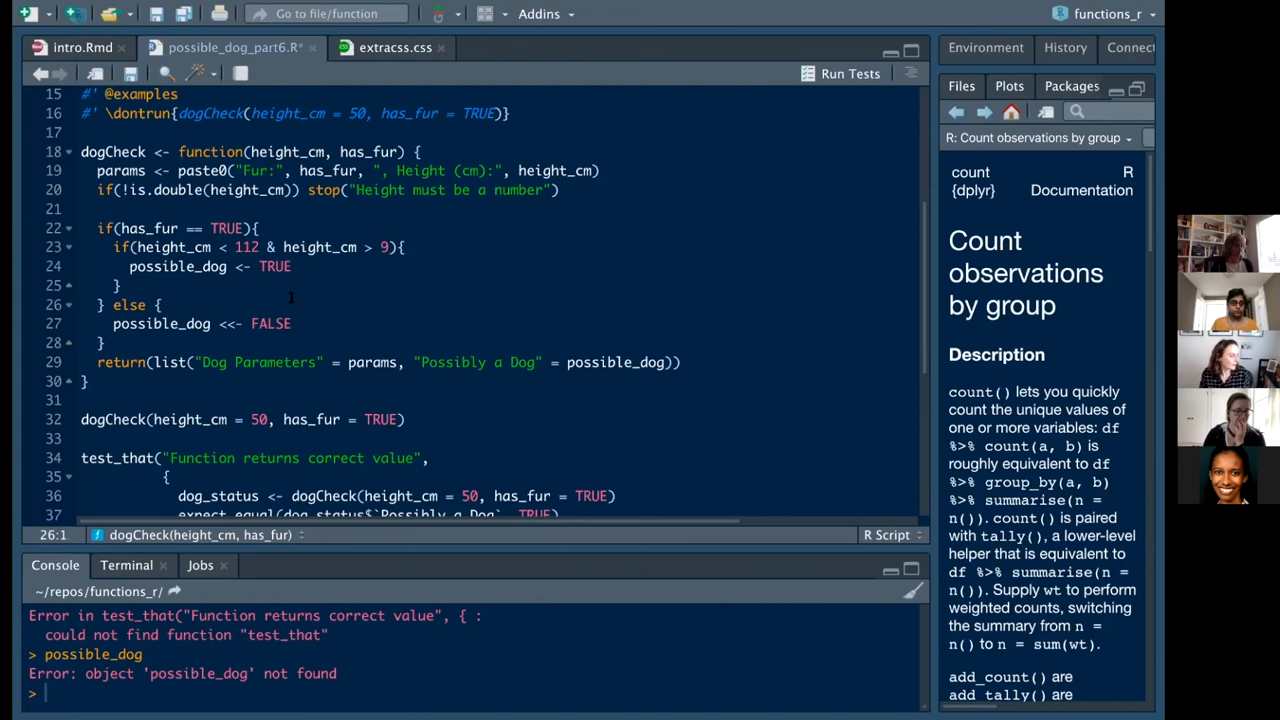 Go to file/function
Addins
functions_r
intro.Rmd
possible_dog_part6.R*
extracss.css
Run Tests
15 #' @examples
16 #' \dontrun{dogCheck(height_cm = 50, has_fur = TRUE)}
17
18 dogCheck <- function(height_cm, has_fur) {
19 params <- paste0("Fur:", has_fur, ", Height (cm):", height_cm)
20 if(!is.double(height_cm)) stop("Height must be a number")
21
22 if(has_fur == TRUE){
23 if(height_cm < 112 & height_cm > 9){
24 possible_dog <- TRUE
25 }
26 } else {
27 possible_dog <<- FALSE
28 }
29 return(list("Dog Parameters" = params, "Possibly a Dog" = possible_dog))
30 }
31
32 dogCheck(height_cm = 50, has_fur = TRUE)
33
34 test_that("Function returns correct value",
35 {
36 dog_status <- dogCheck(height_cm = 50, has_fur = TRUE)
37 expect_equal(dog_status$`Possibly a Dog`, TRUE)
26:1 dogCheck(height_cm, has_fur) R Script
Console Terminal Jobs
~/repos/functions_r/
Error in test_that("Function returns correct value", { :
could not find function "test_that"
> possible_dog
Error: object 'possible_dog' not found
>
Environment History Connect
Files Plots Packages
R: Count observations by group
count R
{dplyr} Documentation
Count
observations
by group
Description
count() lets you quickly
count the unique values of
one or more variables: df
%>% count(a, b) is
roughly equivalent to df
%>% group_by(a, b)
%>% summarise(n =
n()). count() is paired
with tally(), a lower-level
helper that is equivalent to
df %>% summarise(n =
n()). Supply wt to perform
weighted counts, switching
the summary from n =
n() to n = sum(wt).
add_count() are
add_tally() are